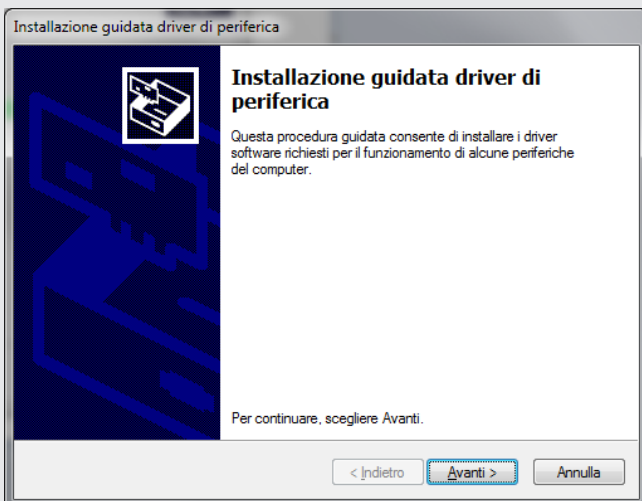 Installazione guidata driver di periferica
Installazione guidata driver di
periferica
Questa procedura guidata consente di installare i driver
software richiesti per il funzionamento di alcune periferiche
del computer.
Per continuare, scegliere Avanti.
< Indietro
Avanti >
Annulla